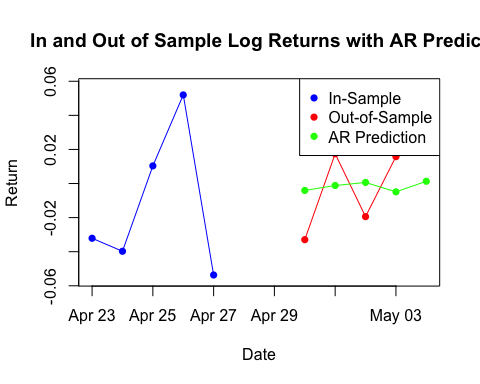 In and Out of Sample Log Returns with AR Predic
In-Sample
Out-of-Sample
AR Prediction
0.06
0.02
-0.02
-0.06
Return
Apr 23 Apr 25 Apr 27 Apr 29 May 03
Date